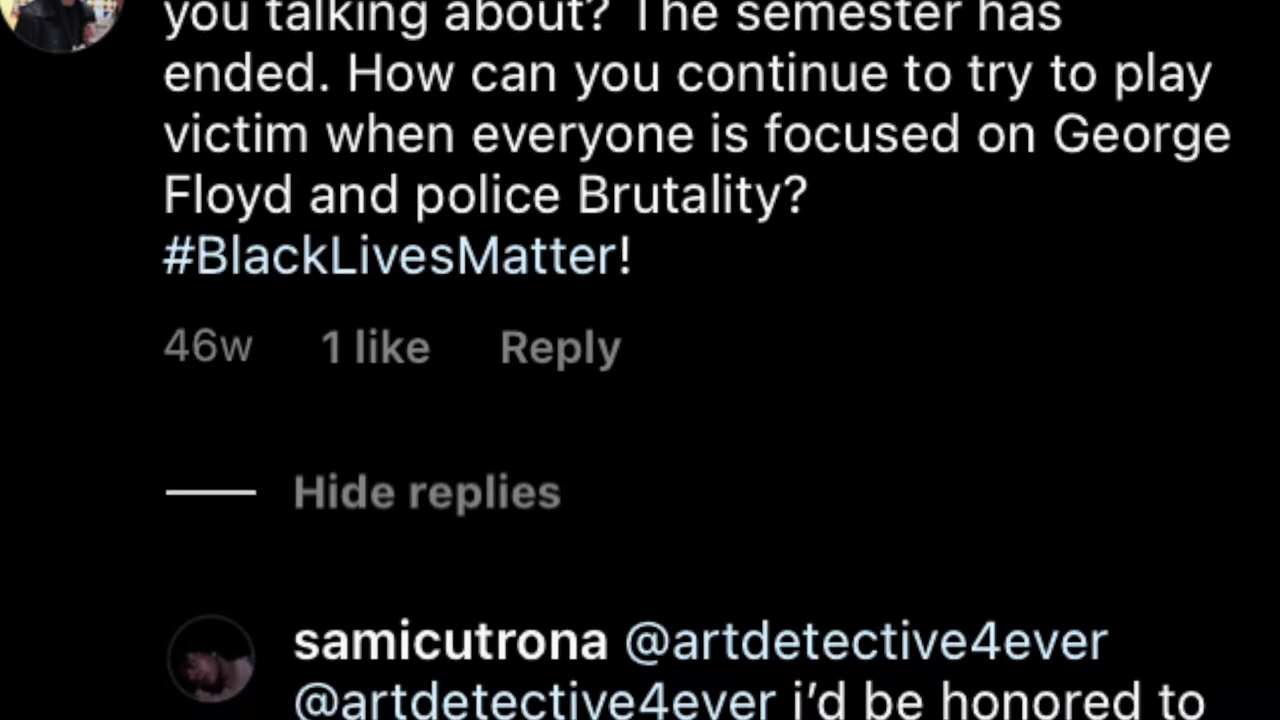 you talking about? The semester has
ended. How can you continue to try to play
victim when everyone is focused on George
Floyd and police Brutality?
#BlackLivesMatter!
46w 1 like Reply
Hide replies
samicutrona @artdetective4ever
@artdetective4ever i’d be honored to